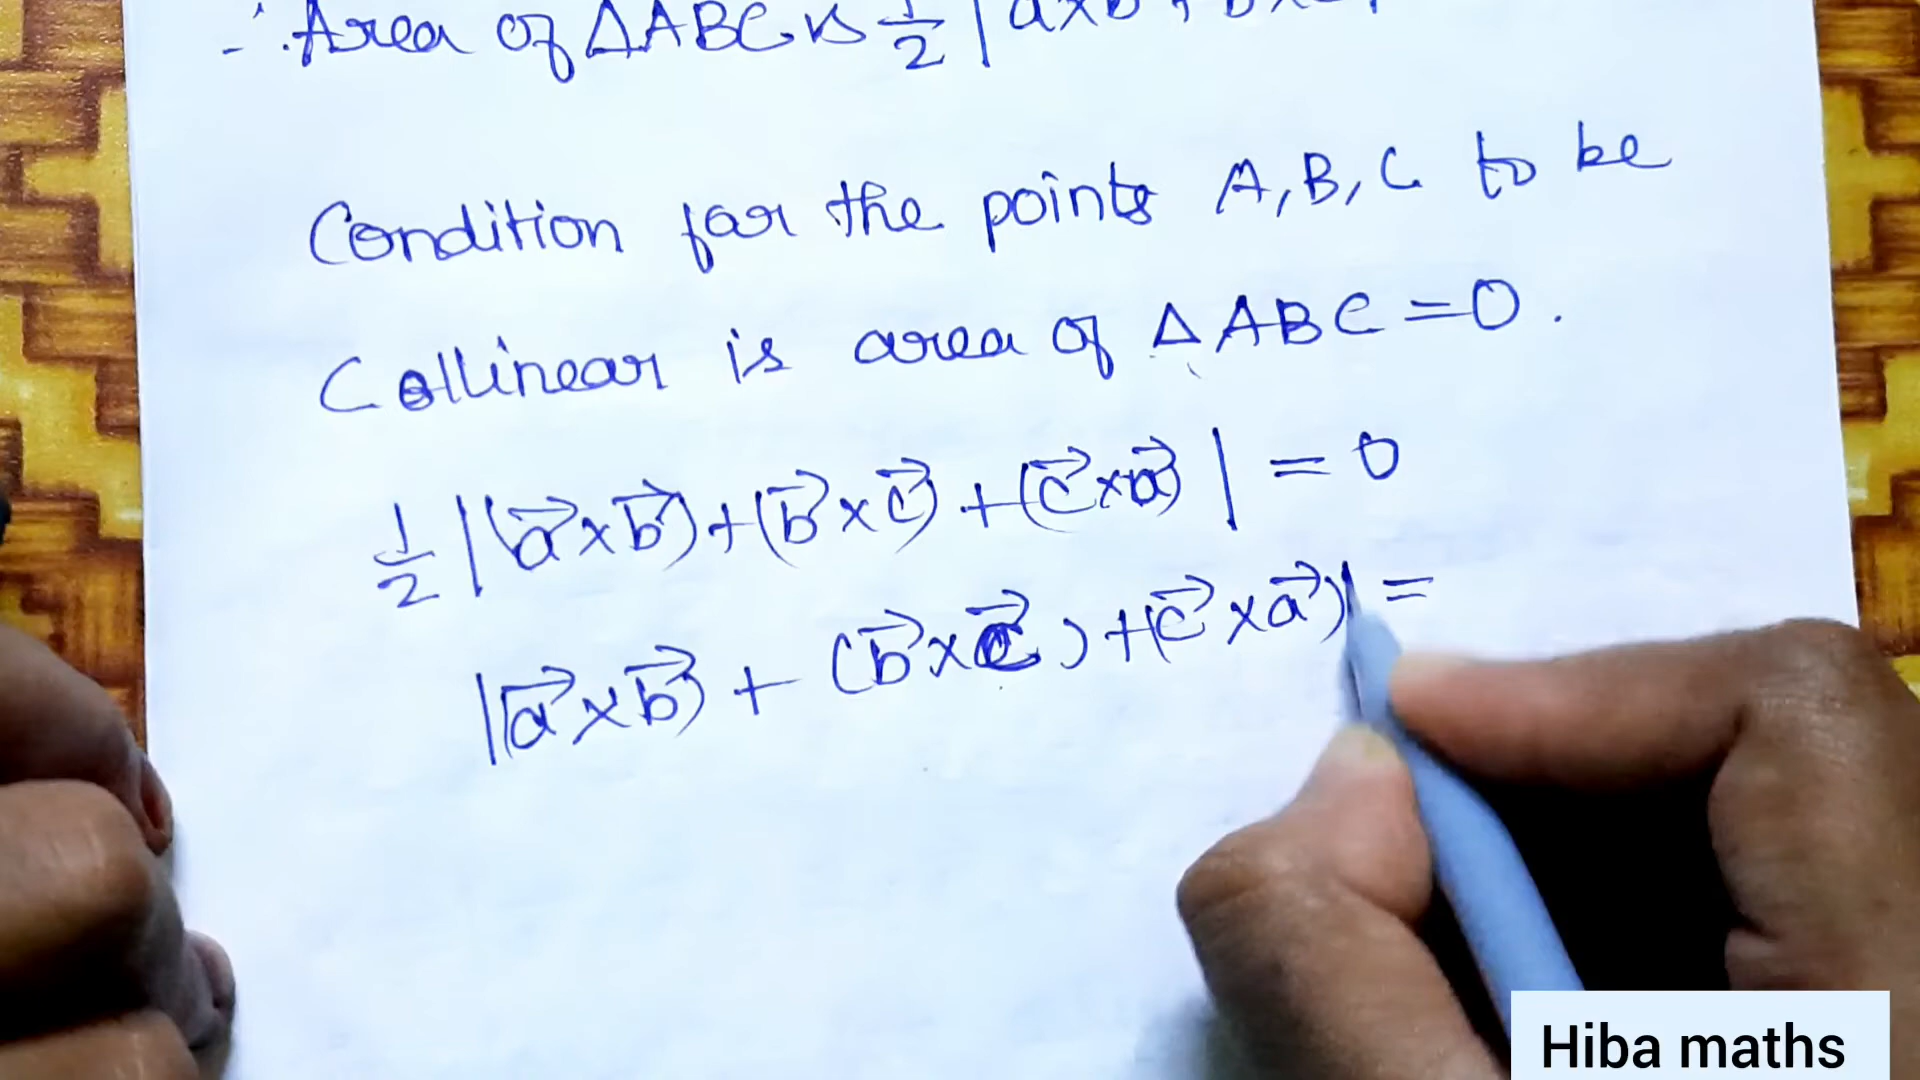 ∴ Area of ΔABC is 1/2 | a×b
Condition for the points A, B, C to be
Collinear is area of Δ ABC = 0.
1/2 |(a⃗ × b⃗) + (b⃗ × c⃗) + (c⃗ × a⃗)| = 0
|(a⃗ × b⃗) + (b⃗ × c⃗) + (c⃗ × a⃗)| =
Hiba maths